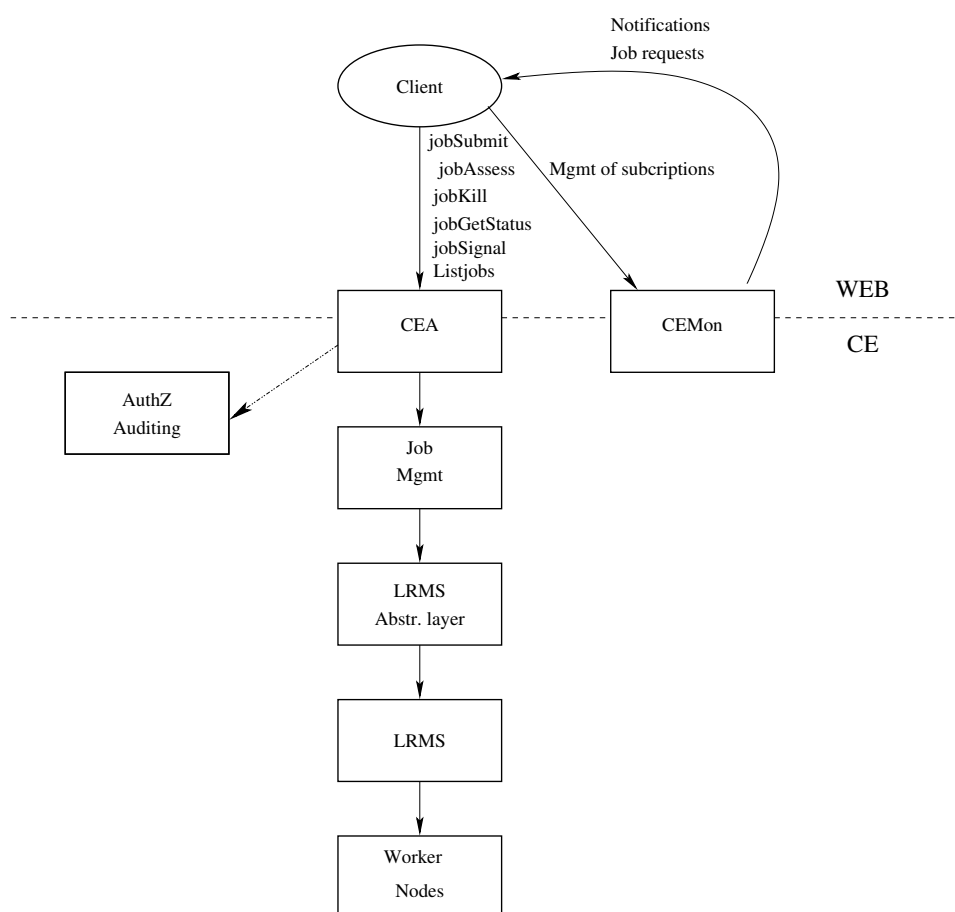 Notifications
Job requests
Client
jobSubmit
jobAssess
Mgmt of subcriptions
jobKill
jobGetStatus
jobSignal
Listjobs
WEB
CEA
CEMon
CE
AuthZ
Auditing
Job
Mgmt
LRMS
Abstr. layer
LRMS
Worker
Nodes